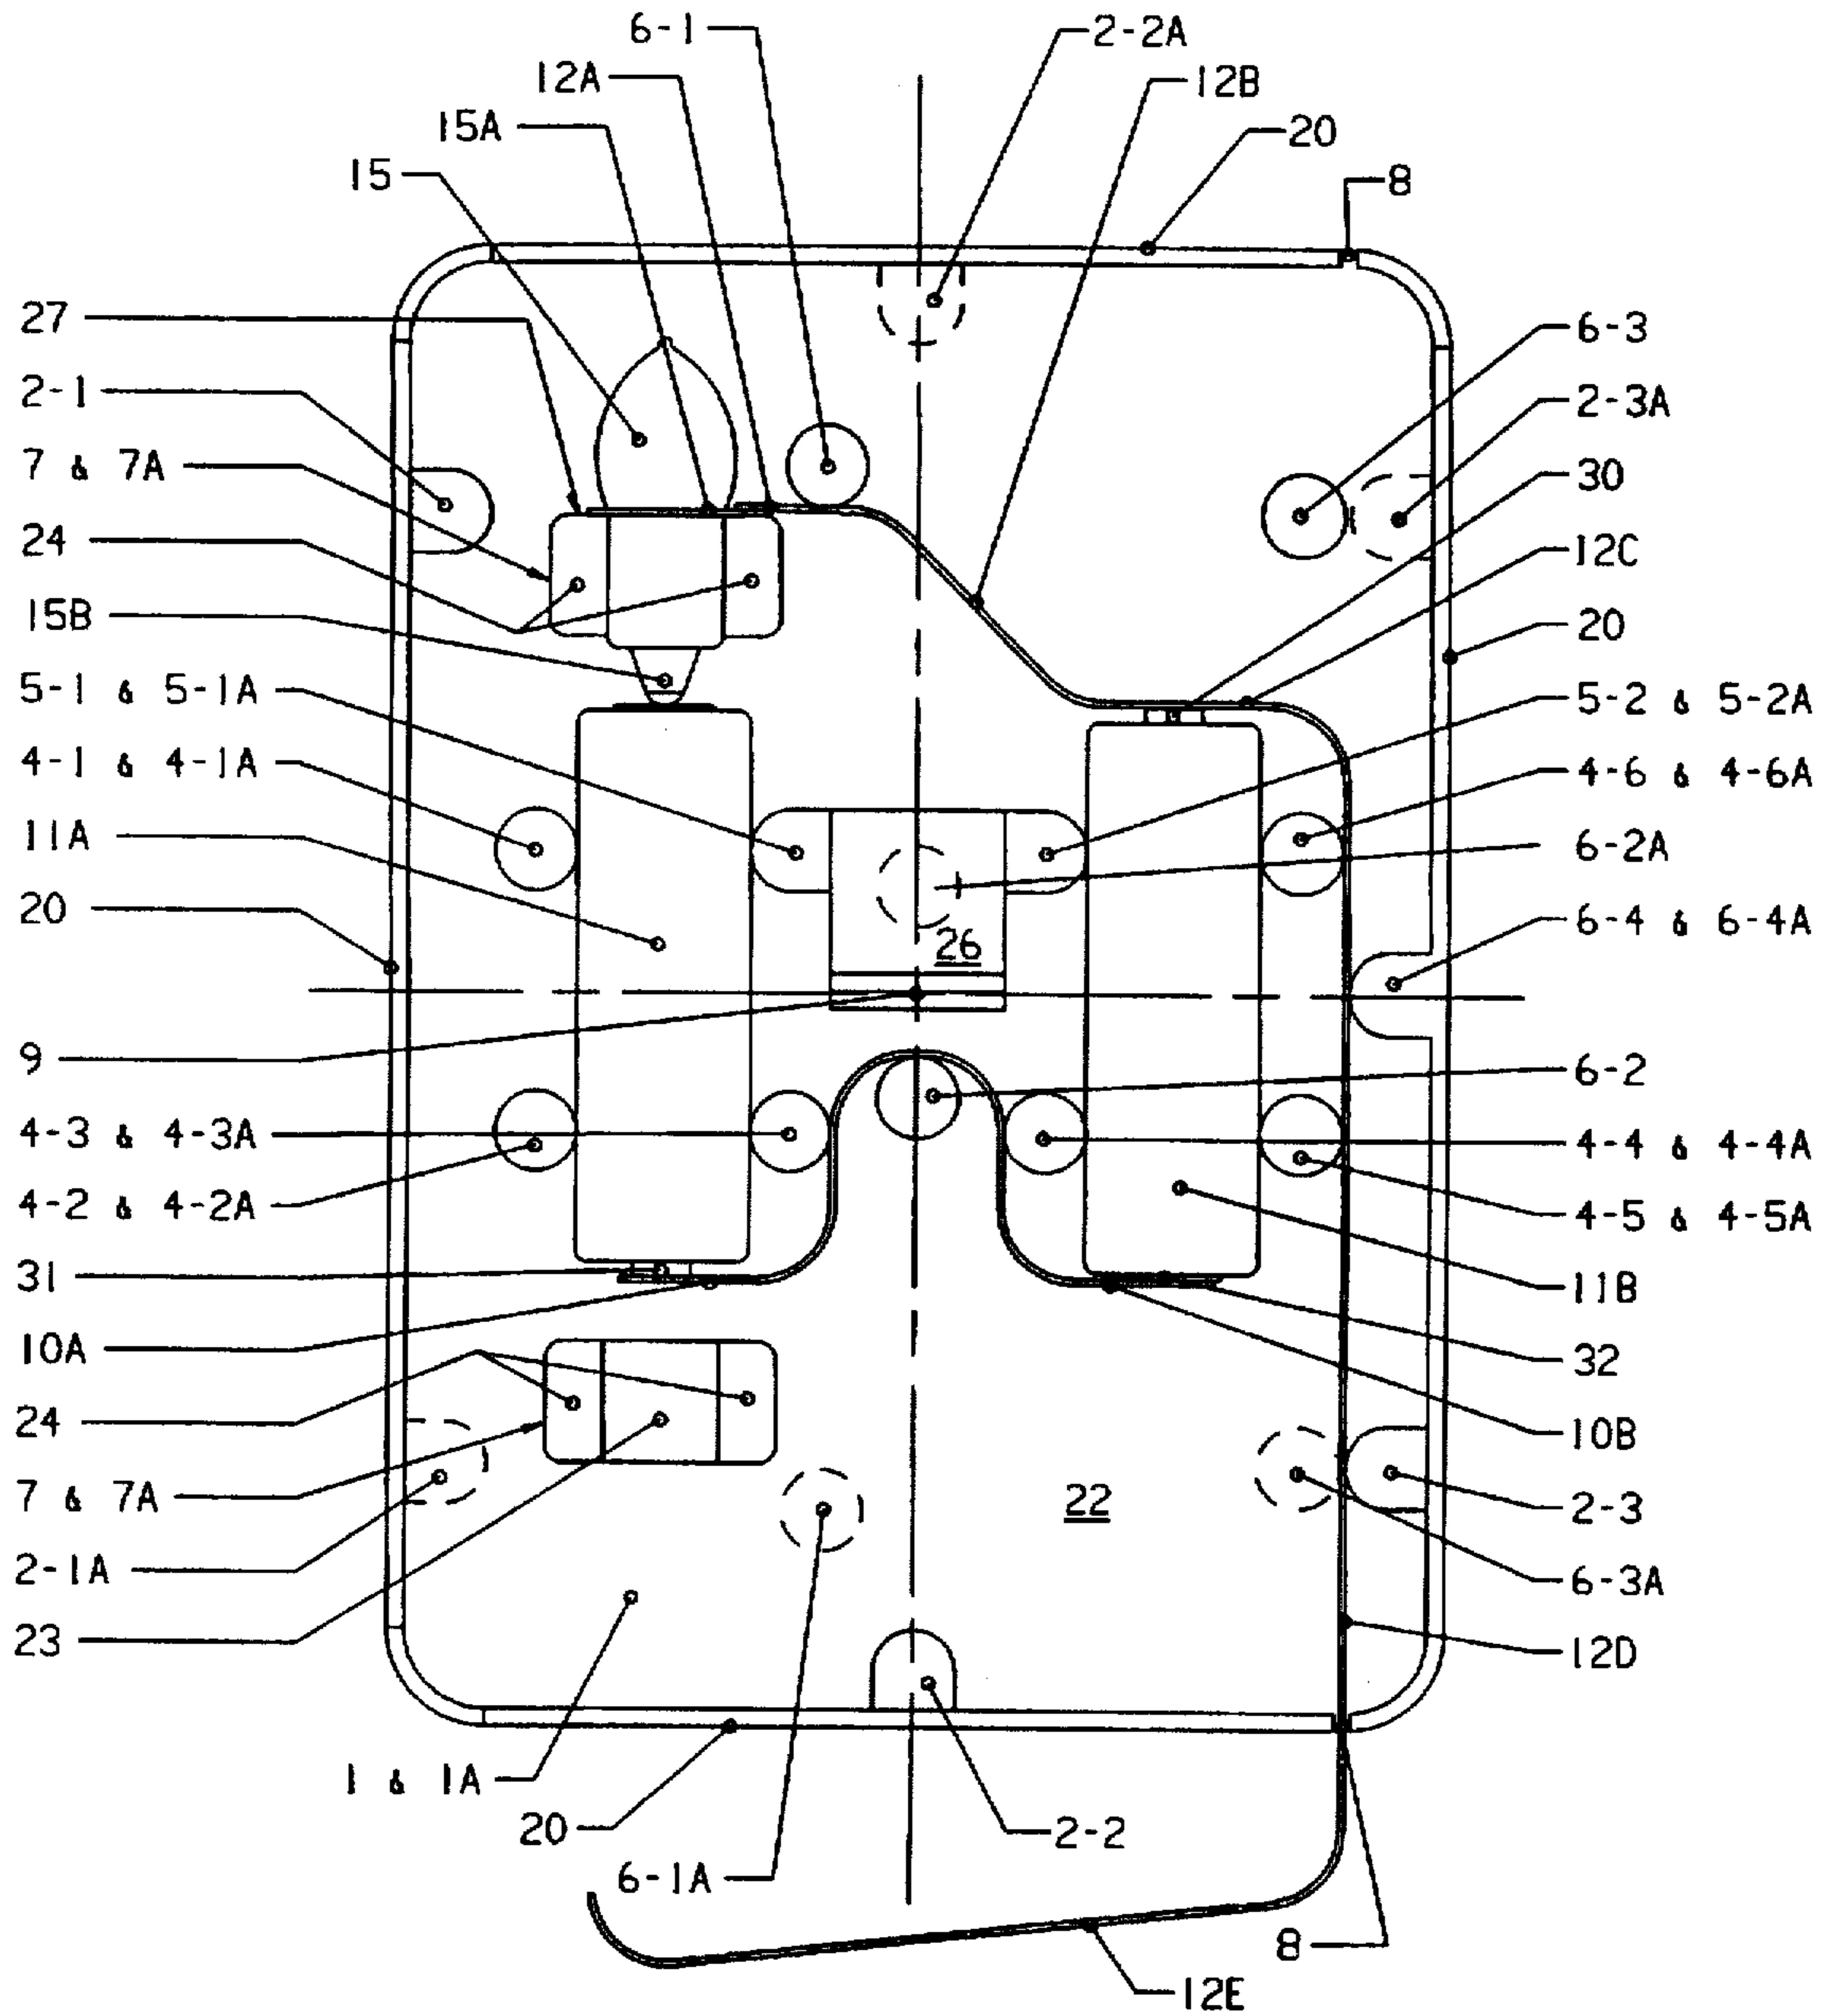 6-1
2-2A
12A
12B
15A
20
15
8
27
6-3
2-1
2-3A
7 & 7A
30
24
12C
15B
20
5-1 & 5-1A
5-2 & 5-2A
4-1 & 4-1A
4-6 & 4-6A
11A
6-2A
20
6-4 & 6-4A
26
9
6-2
4-3 & 4-3A
4-4 & 4-4A
4-2 & 4-2A
4-5 & 4-5A
31
11B
10A
32
24
10B
7 & 7A
22
2-3
2-1A
6-3A
23
12D
1 & 1A
20
2-2
6-1A
8
12E